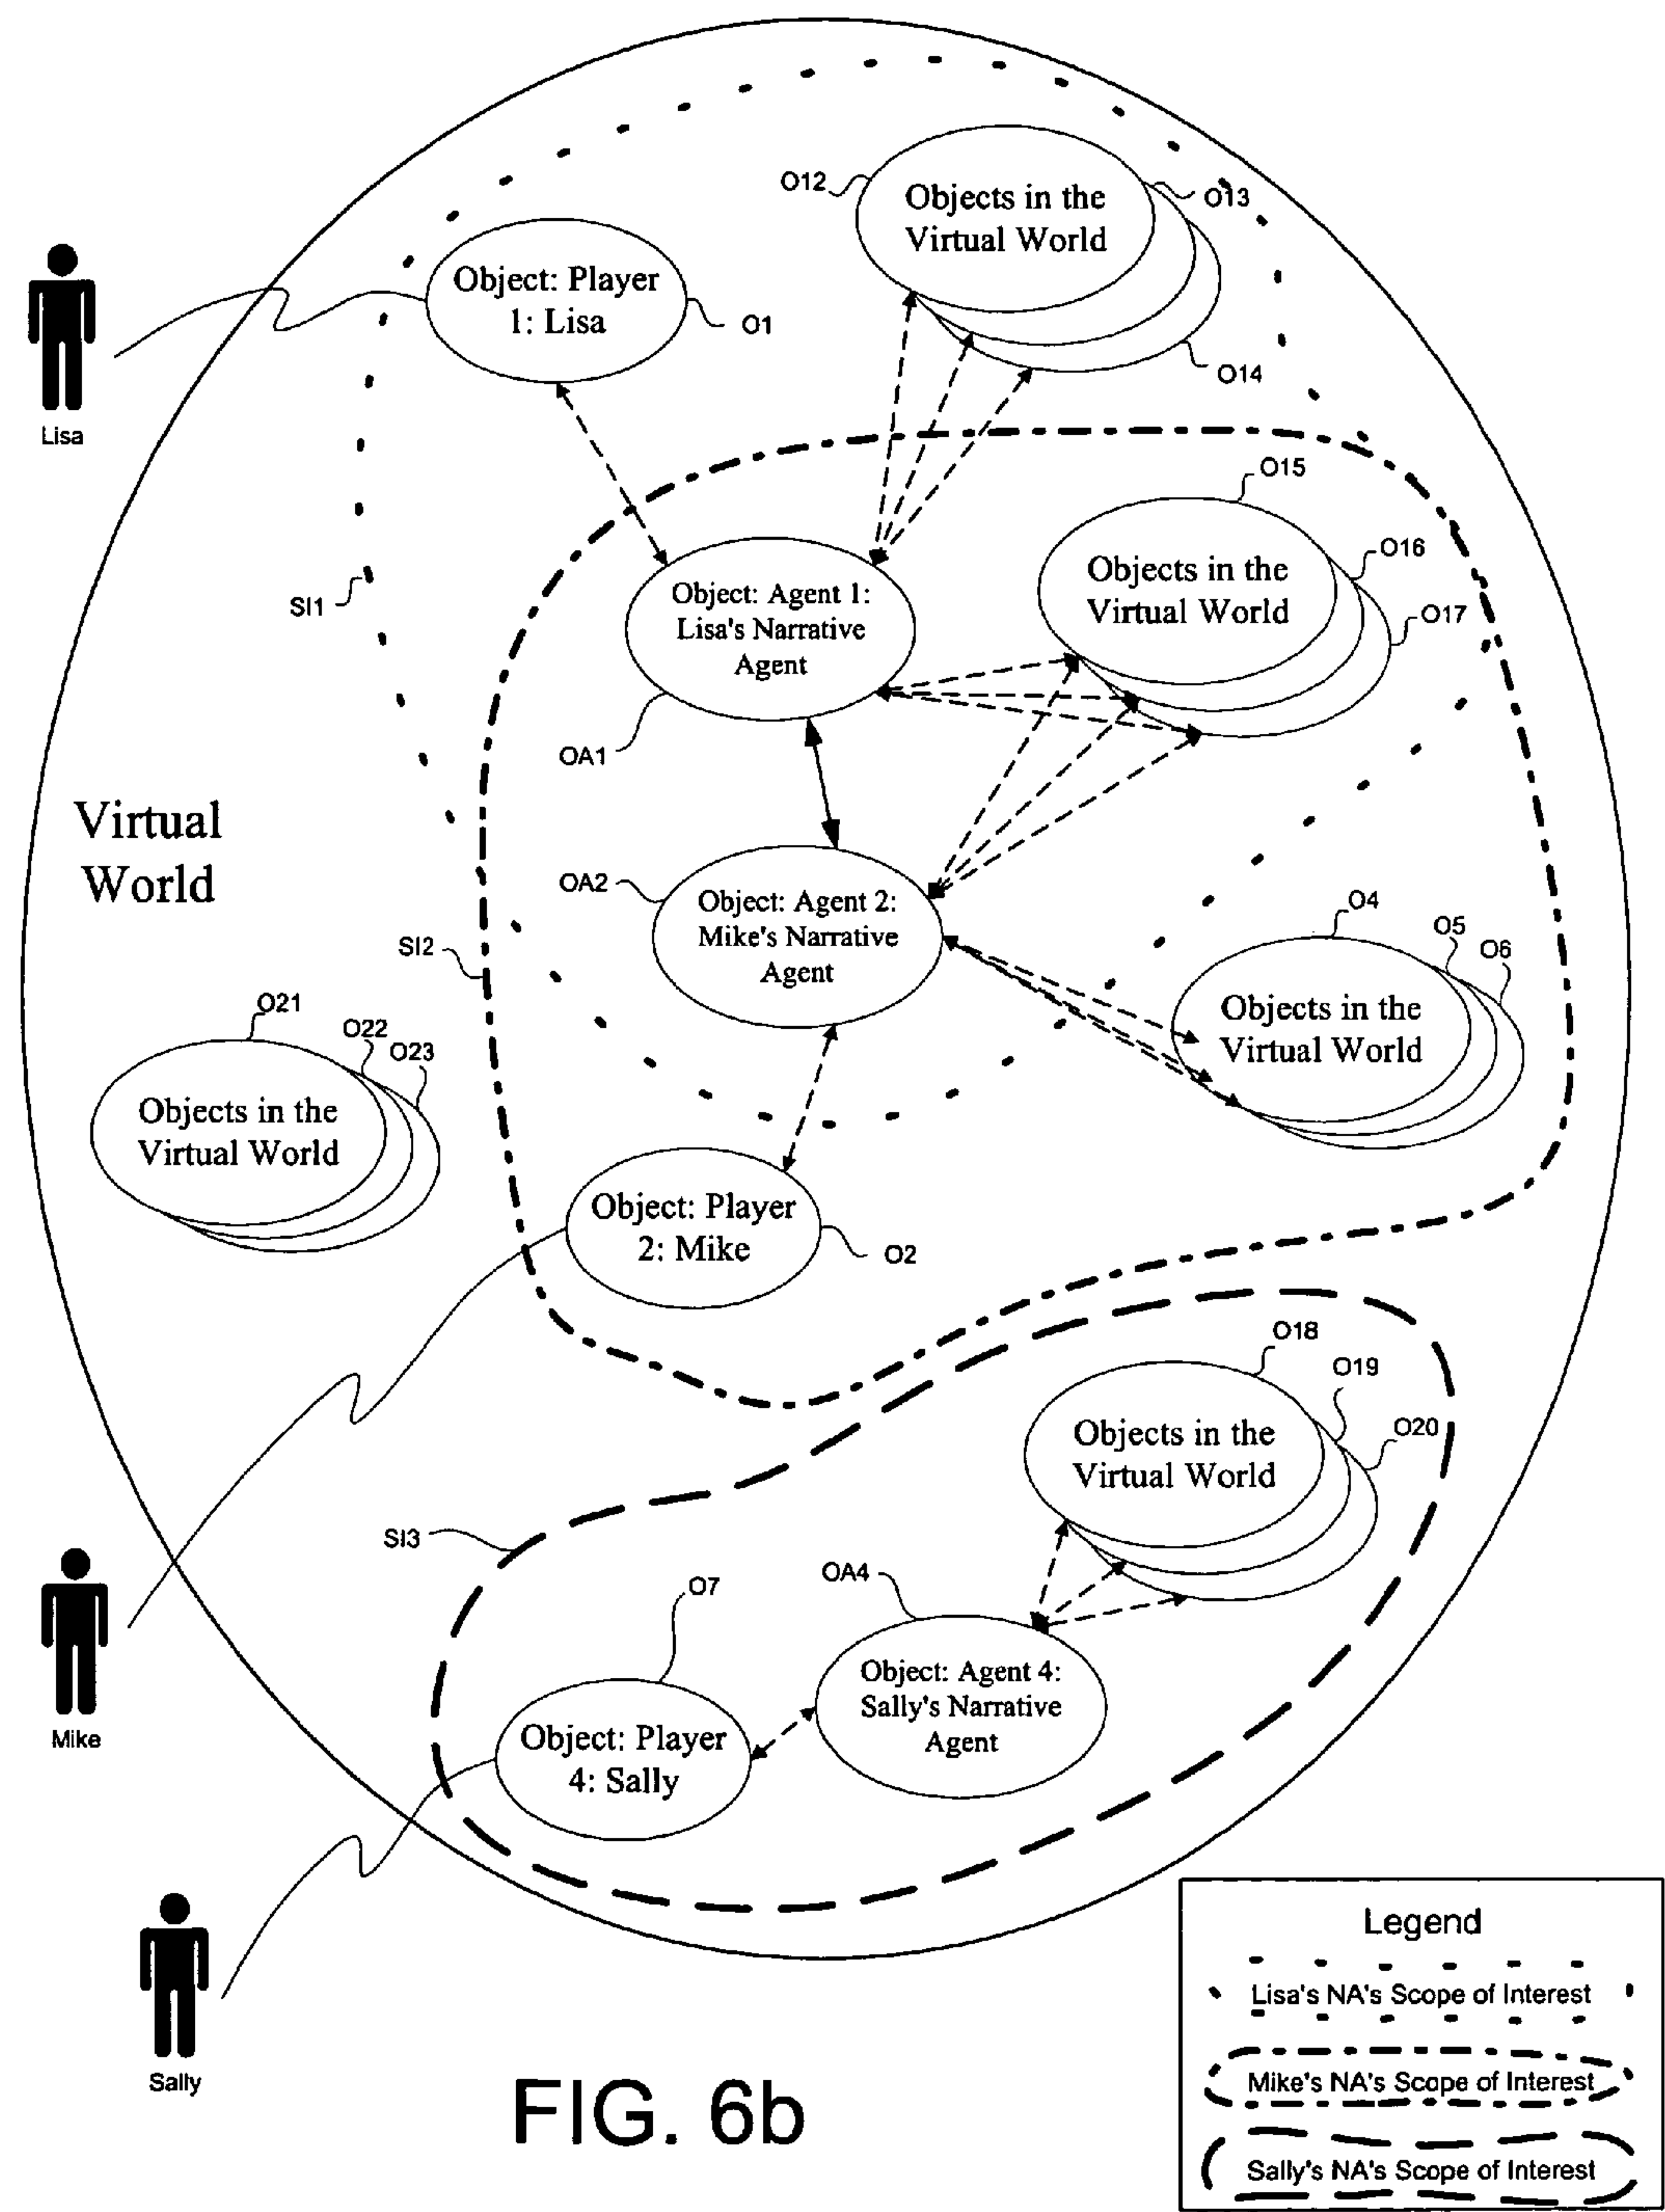 O12
Objects in the
Virtual World
O13
O14
Object: Player
1: Lisa
O1
Lisa
O15
Objects in the
Virtual World
O16
O17
SI1
Object: Agent 1:
Lisa's Narrative
Agent
OA1
Virtual
World
OA2
Object: Agent 2:
Mike's Narrative
Agent
SI2
O4
O5
O6
Objects in the
Virtual World
O21
O22
O23
Objects in the
Virtual World
Object: Player
2: Mike
O2
O18
O19
O20
Objects in the
Virtual World
SI3
OA4
O7
Object: Agent 4:
Sally's Narrative
Agent
Object: Player
4: Sally
Mike
Sally
Legend
Lisa's NA's Scope of Interest
Mike's NA's Scope of Interest
Sally's NA's Scope of Interest
FIG. 6b